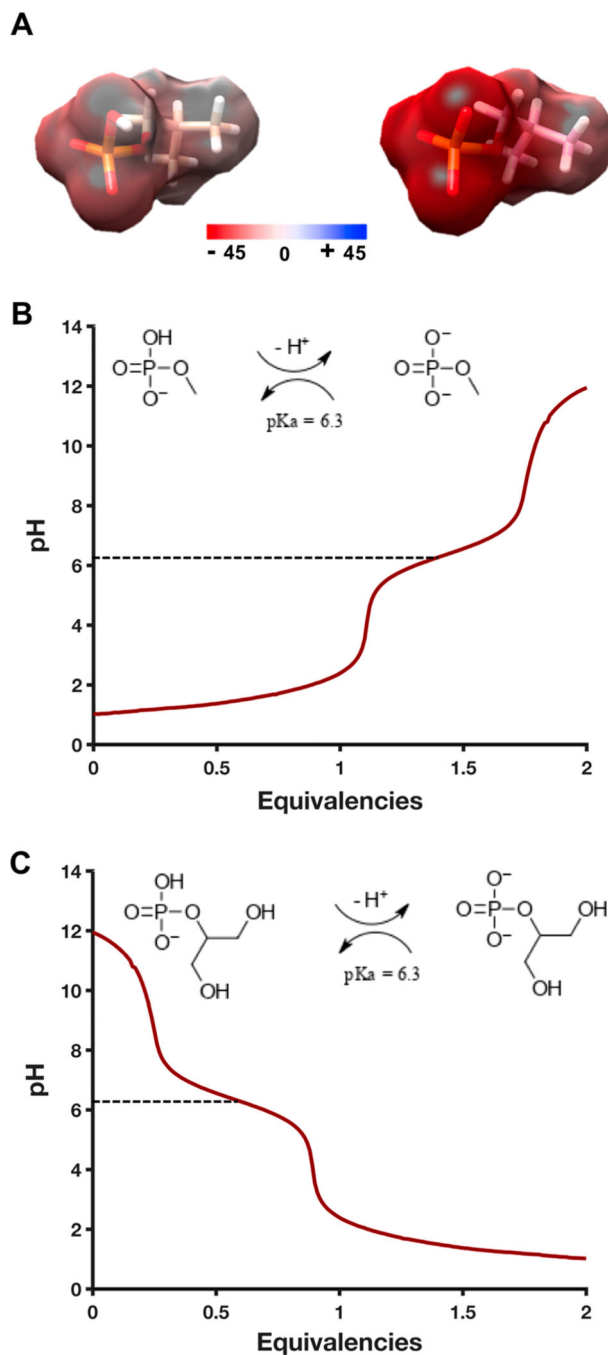 A
- 45 0 + 45
B
14
12
10
8
6
4
2
0
pH
OH
O=P-O
O⁻
- H⁺
pKa = 6.3
O⁻
O=P-O
O⁻
0 0.5 1 1.5 2
Equivalencies
C
14
12
10
8
6
4
2
0
pH
OH
O=P-O
O⁻
OH
OH
- H⁺
pKa = 6.3
O⁻
O=P-O
O⁻
OH
OH
0 0.5 1 1.5 2
Equivalencies